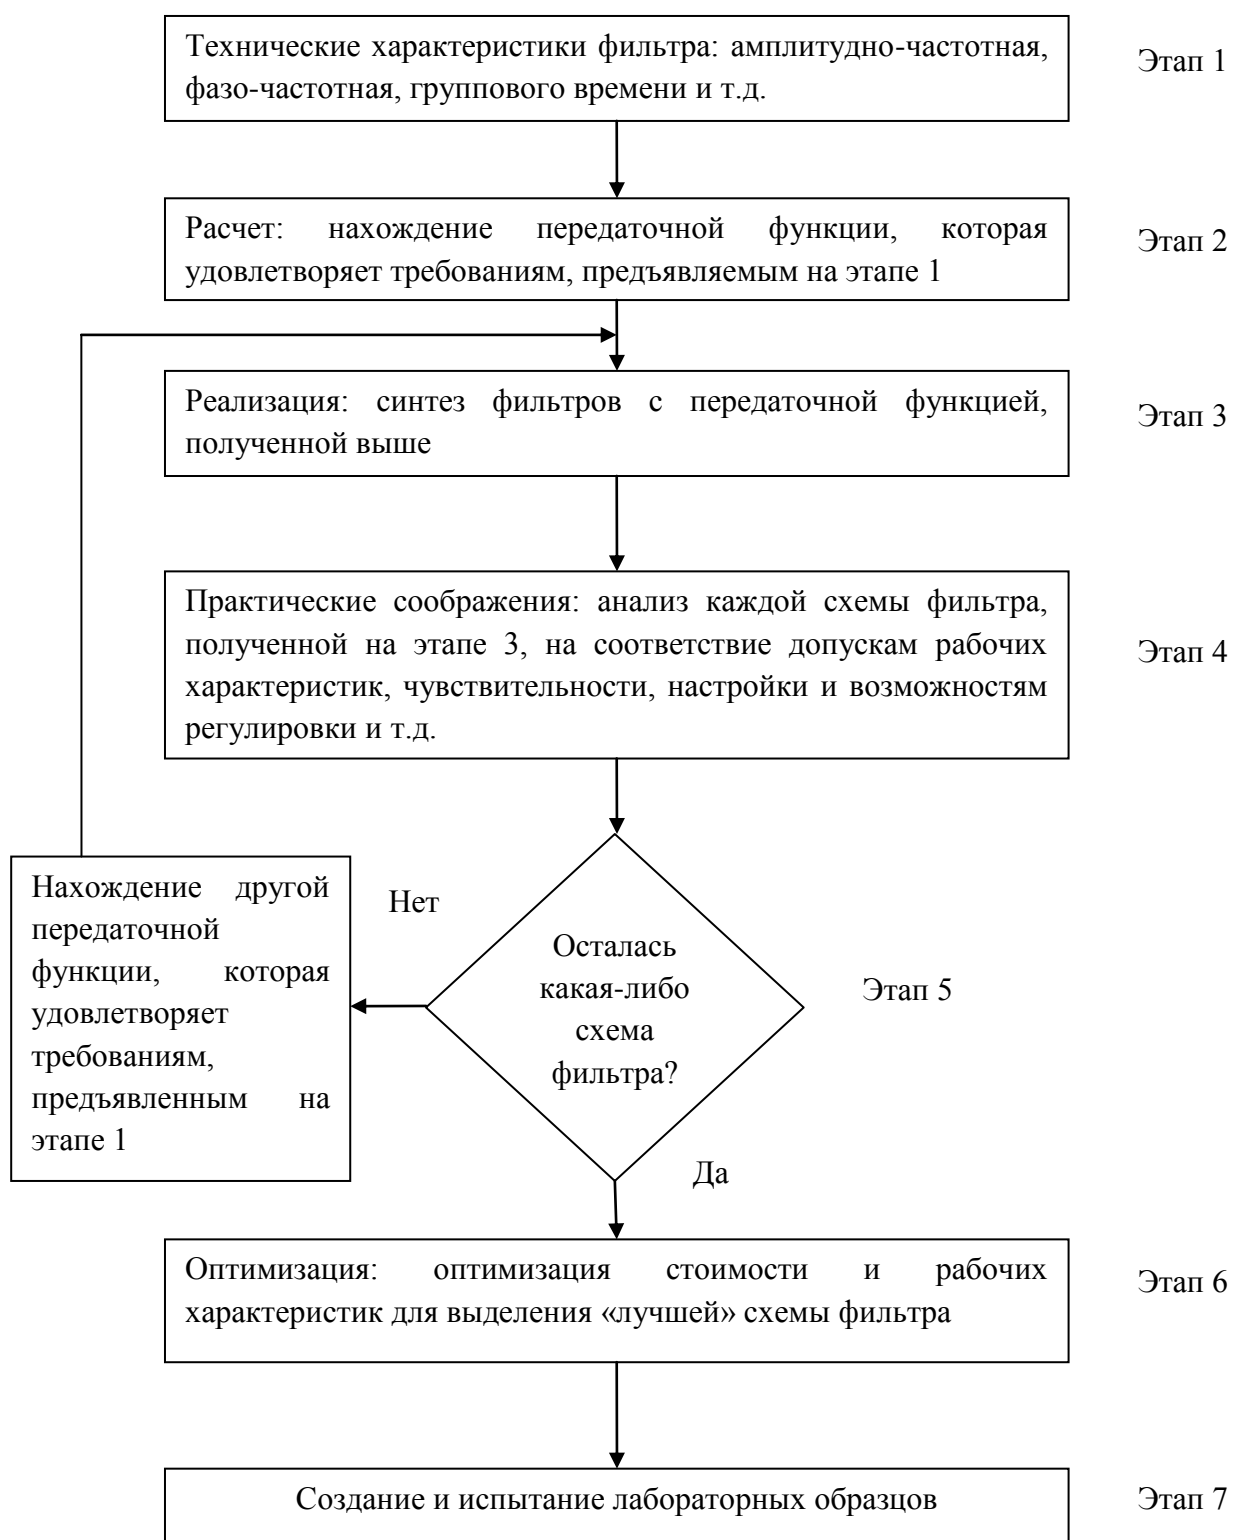 Технические характеристики фильтра: амплитудно-частотная,
фазо-частотная, группового времени и т.д.
Этап 1
Расчет: нахождение передаточной функции, которая
удовлетворяет требованиям, предъявляемым на этапе 1
Этап 2
Реализация: синтез фильтров с передаточной функцией,
полученной выше
Этап 3
Практические соображения: анализ каждой схемы фильтра,
полученной на этапе 3, на соответствие допускам рабочих
характеристик, чувствительности, настройки и возможностям
регулировки и т.д.
Этап 4
Нахождение другой
передаточной
функции, которая
удовлетворяет
требованиям,
предъявленным на
этапе 1
Нет
Осталась
какая-либо
схема
фильтра?
Этап 5
Да
Оптимизация: оптимизация стоимости и рабочих
характеристик для выделения «лучшей» схемы фильтра
Этап 6
Создание и испытание лабораторных образцов
Этап 7